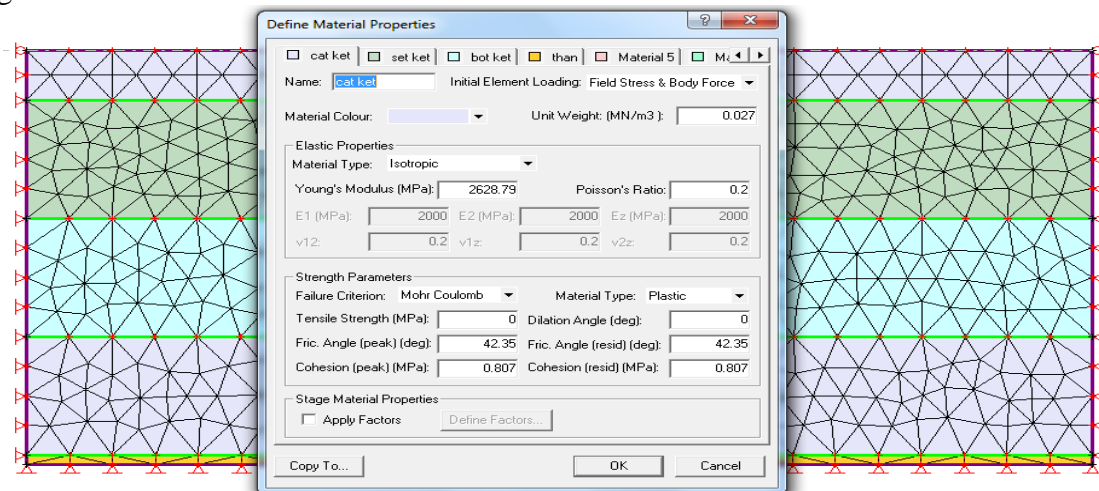 Define Material Properties
cat ket set ket bot ket than Material 5
Name: cat ket Initial Element Loading: Field Stress & Body Force
Material Colour: Unit Weight: (MN/m3 ): 0.027
Elastic Properties
Material Type: Isotropic
Young's Modulus (MPa): 2628.79 Poisson's Ratio: 0.2
E1 (MPa): 2000 E2 (MPa): 2000 Ez (MPa): 2000
v12: 0.2 v1z: 0.2 v2z: 0.2
Strength Parameters
Failure Criterion: Mohr Coulomb Material Type: Plastic
Tensile Strength (MPa): 0 Dilation Angle (deg): 0
Fric. Angle (peak) (deg): 42.35 Fric. Angle (resid) (deg): 42.35
Cohesion (peak) (MPa): 0.807 Cohesion (resid) (MPa): 0.807
Stage Material Properties
Apply Factors Define Factors...
Copy To... OK Cancel